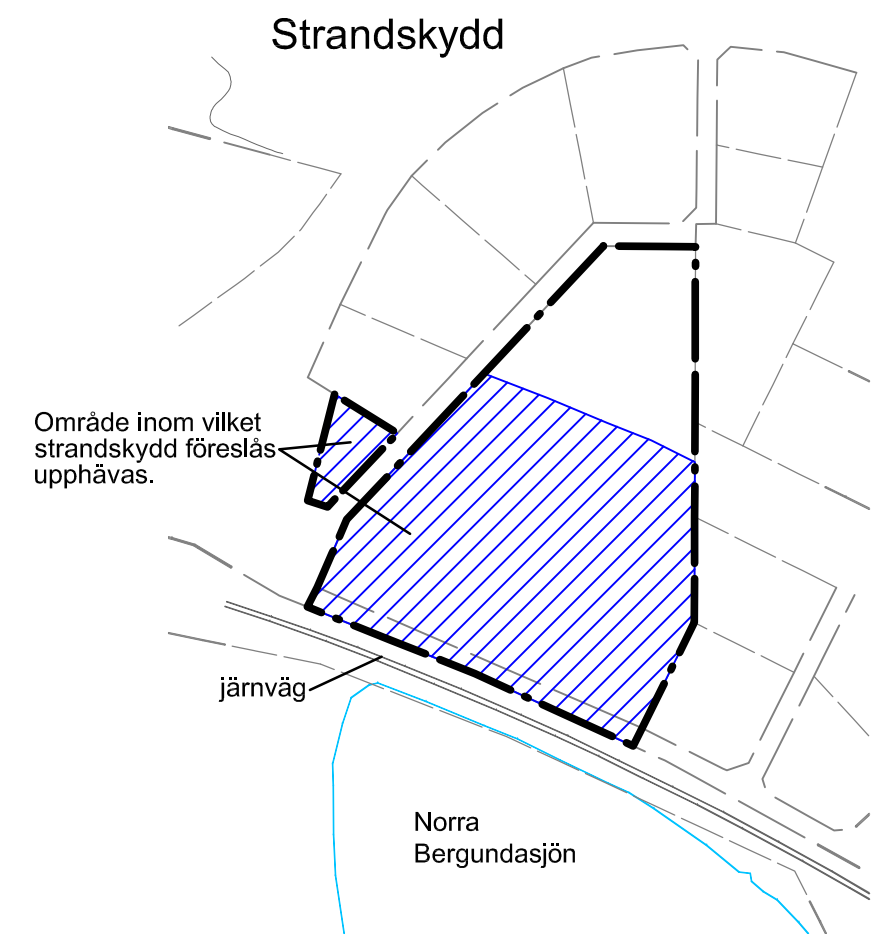 Strandskydd
Område inom vilket
strandskydd föreslås
upphävas.
järnväg
Norra
Bergundasjön